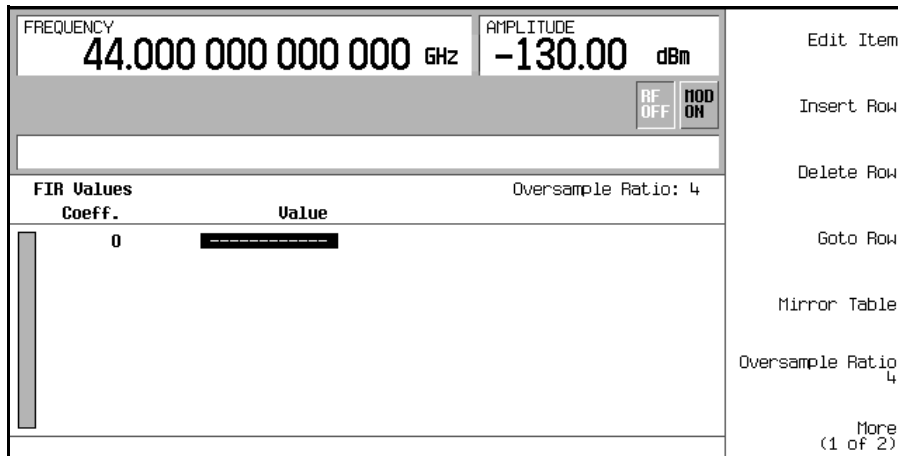 FREQUENCY
44.000 000 000 000 GHz
AMPLITUDE
-130.00 dBm
RF OFF
MOD ON
FIR Values
Oversample Ratio: 4
Coeff. Value
0 ------------
Edit Item
Insert Row
Delete Row
Goto Row
Mirror Table
Oversample Ratio
4
More
(1 of 2)